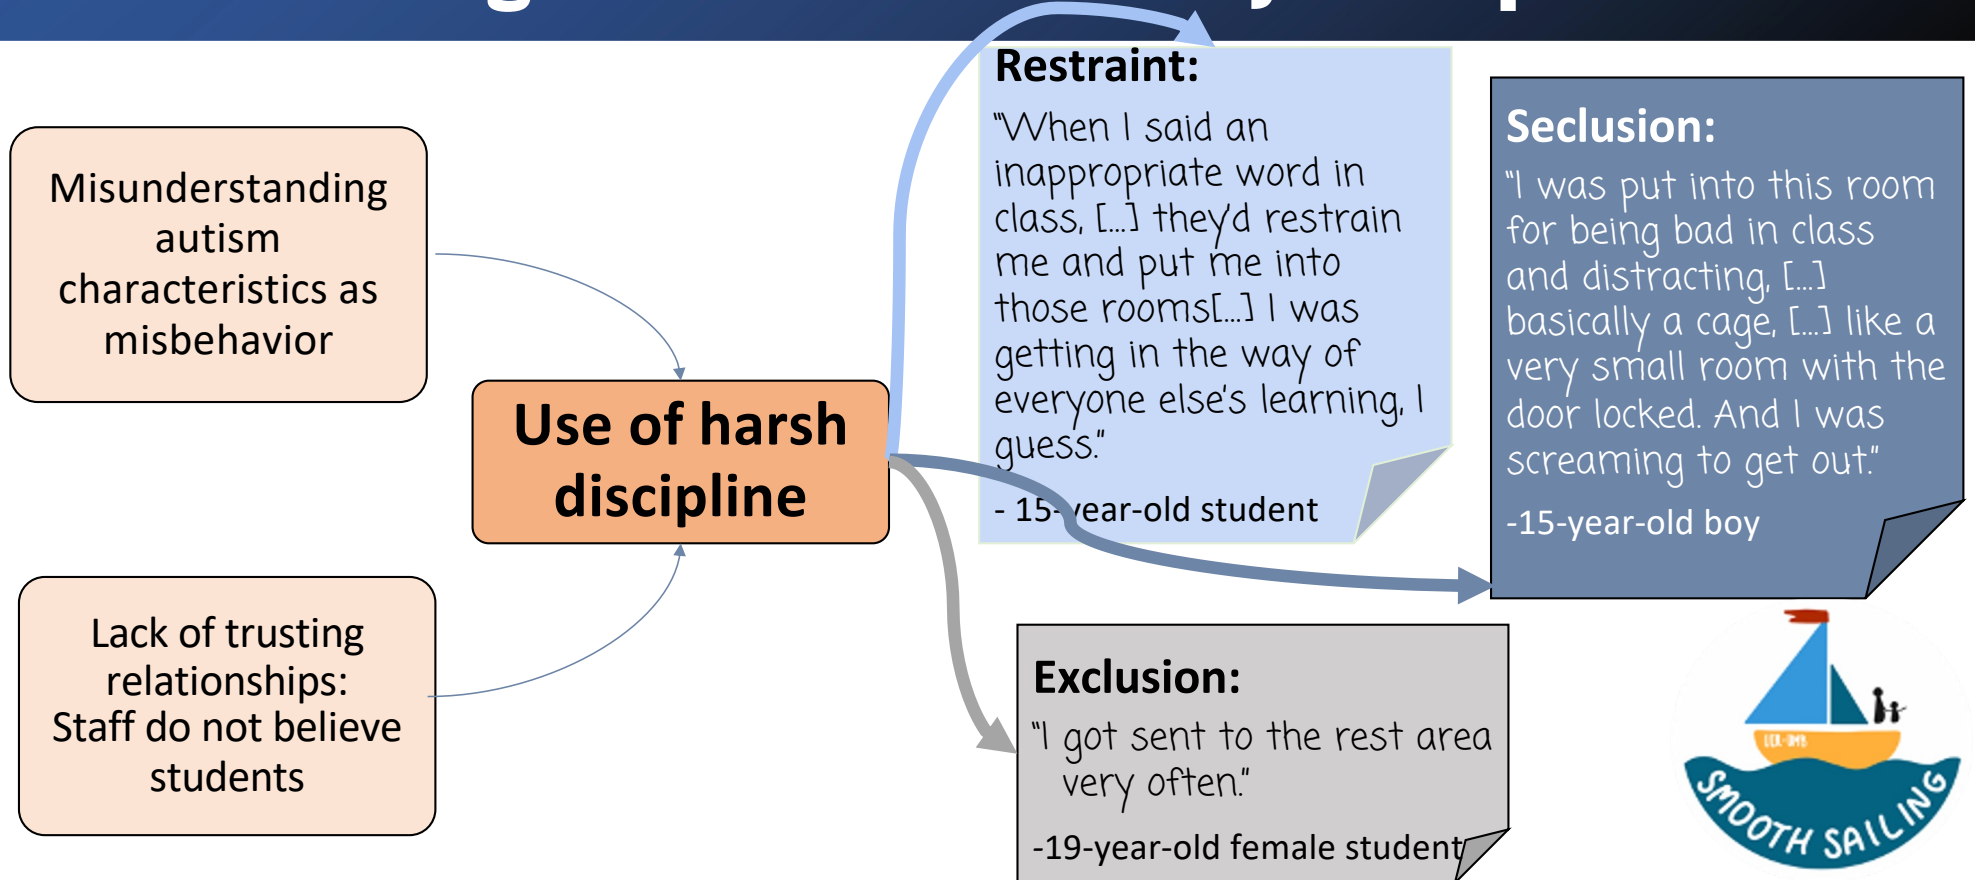 Misunderstanding
autism
characteristics as
misbehavior
Lack of trusting
relationships:
Staff do not believe
students
Use of harsh
discipline
Restraint:
"When I said an
inappropriate word in
class, [...] they'd restrain
me and put me into
those rooms[...] I was
getting in the way of
everyone else's learning, I
guess."
- 15-year-old student
Seclusion:
"I was put into this room
for being bad in class
and distracting, [...]
basically a cage, [...] like a
very small room with the
door locked. And I was
screaming to get out."
-15-year-old boy
Exclusion:
"I got sent to the rest area
very often."
-19-year-old female student
SMOOTH SAILING